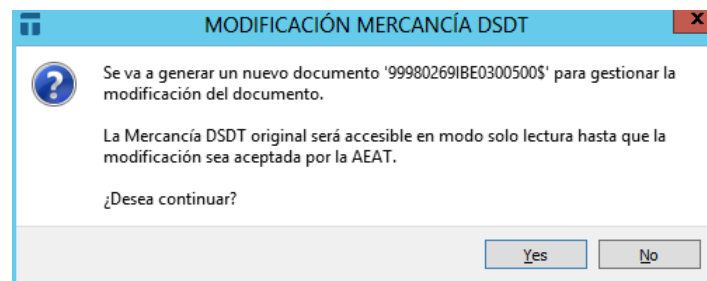 MODIFICACIÓN MERCANCÍA DSDT
X
Se va a generar un nuevo documento '99980269IBE0300500$' para gestionar la
modificación del documento.
La Mercancía DSDT original será accesible en modo solo lectura hasta que la
modificación sea aceptada por la AEAT.
¿Desea continuar?
Yes
No